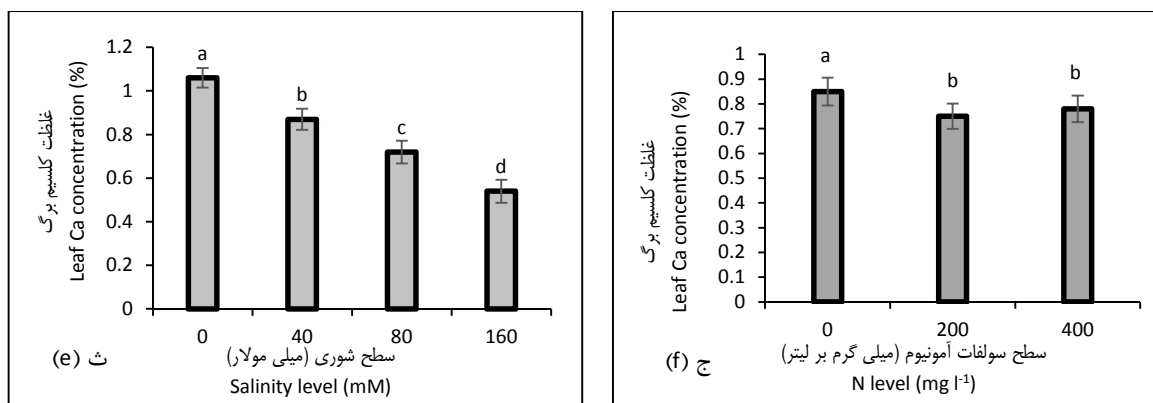 غلظت کلسیم برگ
Leaf Ca concentration (%)
1.2
1
0.8
0.6
0.4
0.2
0
a
b
c
d
0 40 80 160
سطح شوری (میلی مولار)
Salinity level (mM)
ث (e)
غلظت کلسیم برگ
Leaf Ca concentration (%)
1
0.9
0.8
0.7
0.6
0.5
0.4
0.3
0.2
0.1
0
a
b
b
0 200 400
سطح سولفات آمونیوم (میلی گرم بر لیتر)
N level (mg l⁻¹)
ج (f)